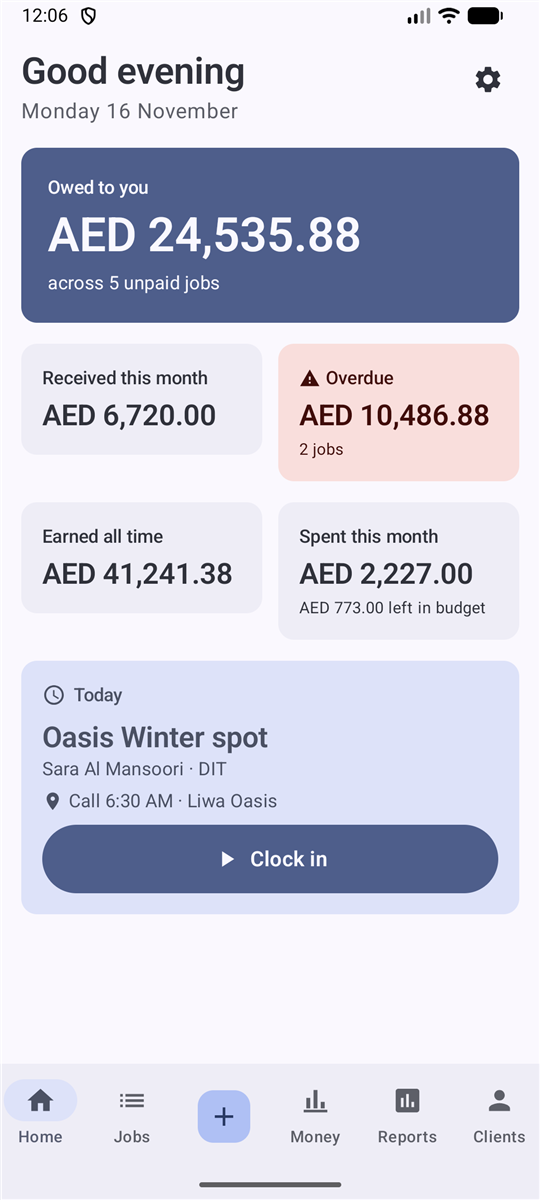 12:06
Good evening
Monday 16 November
Owed to you
AED 24,535.88
across 5 unpaid jobs
Received this month
AED 6,720.00
Overdue
AED 10,486.88
2 jobs
Earned all time
AED 41,241.38
Spent this month
AED 2,227.00
AED 773.00 left in budget
Today
Oasis Winter spot
Sara Al Mansoori · DIT
Call 6:30 AM · Liwa Oasis
Clock in
Home
Jobs
Money
Reports
Clients